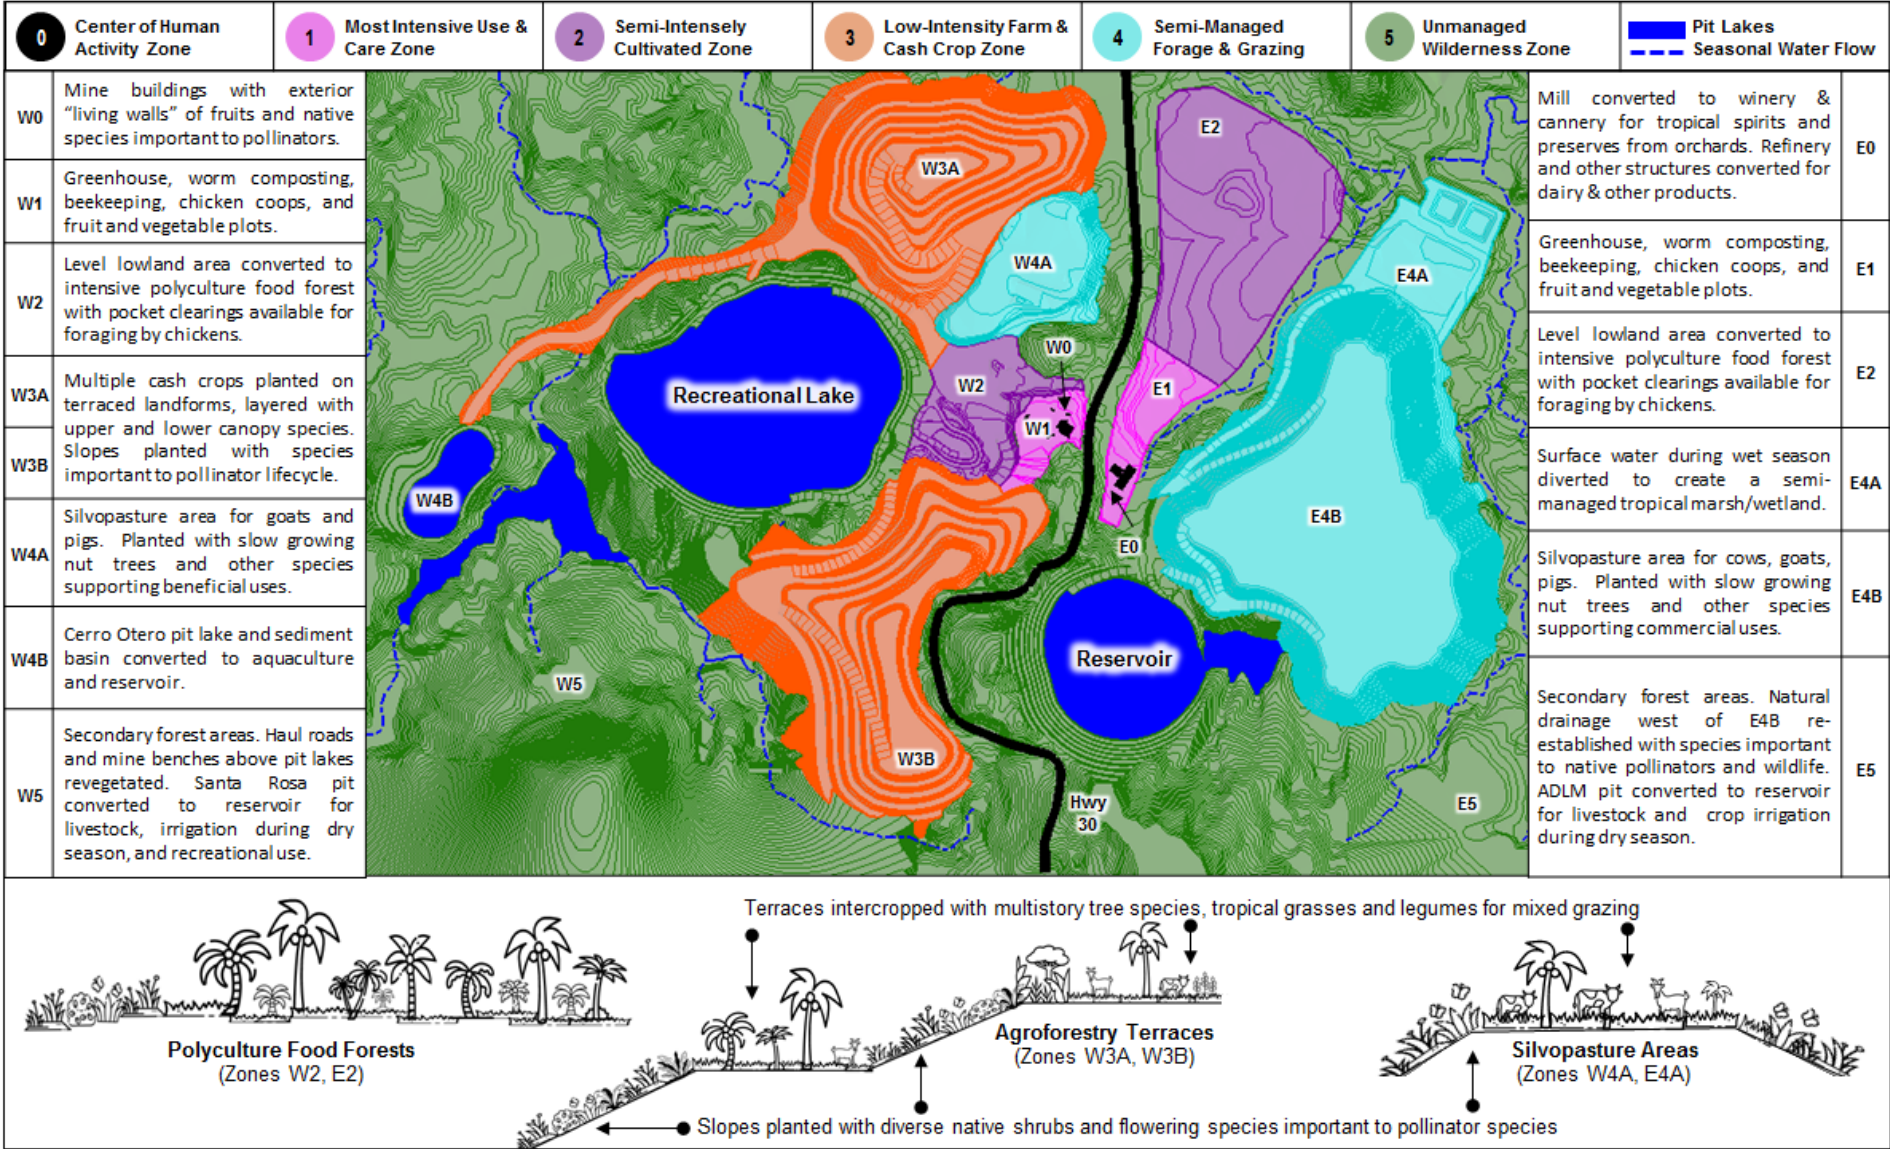 0
Center of Human
Activity Zone
1
Most Intensive Use &
Care Zone
2
Semi-Intensely
Cultivated Zone
3
Low-Intensity Farm &
Cash Crop Zone
4
Semi-Managed
Forage & Grazing
5
Unmanaged
Wilderness Zone
Pit Lakes
Seasonal Water Flow
W0
Mine buildings with exterior
“living walls” of fruits and native
species important to pollinators.
W1
Greenhouse, worm composting,
beekeeping, chicken coops, and
fruit and vegetable plots.
W2
Level lowland area converted to
intensive polyculture food forest
with pocket clearings available for
foraging by chickens.
W3A
W3B
Multiple cash crops planted on
terraced landforms, layered with
upper and lower canopy species.
Slopes planted with species
important to pollinator lifecycle.
W4A
Silvopasture area for goats and
pigs. Planted with slow growing
nut trees and other species
supporting beneficial uses.
W4B
Cerro Otero pit lake and sediment
basin converted to aquaculture
and reservoir.
W5
Secondary forest areas. Haul roads
and mine benches above pit lakes
revegetated. Santa Rosa pit
converted to reservoir for
livestock, irrigation during dry
season, and recreational use.
W3A
E2
W4A
E4A
W0
W2
E1
Recreational Lake
W1
W4B
E4B
E0
Reservoir
W5
W3B
Hwy
30
E5
Mill converted to winery &
cannery for tropical spirits and
preserves from orchards. Refinery
and other structures converted for
dairy & other products.
E0
Greenhouse, worm composting,
beekeeping, chicken coops, and
fruit and vegetable plots.
E1
Level lowland area converted to
intensive polyculture food forest
with pocket clearings available for
foraging by chickens.
E2
Surface water during wet season
diverted to create a semi-
managed tropical marsh/wetland.
E4A
Silvopasture area for cows, goats,
pigs. Planted with slow growing
nut trees and other species
supporting commercial uses.
E4B
Secondary forest areas. Natural
drainage west of E4B re-
established with species important
to native pollinators and wildlife.
ADLM pit converted to reservoir
for livestock and crop irrigation
during dry season.
E5
Terraces intercropped with multistory tree species, tropical grasses and legumes for mixed grazing
Polyculture Food Forests
(Zones W2, E2)
Agroforestry Terraces
(Zones W3A, W3B)
Silvopasture Areas
(Zones W4A, E4A)
Slopes planted with diverse native shrubs and flowering species important to pollinator species